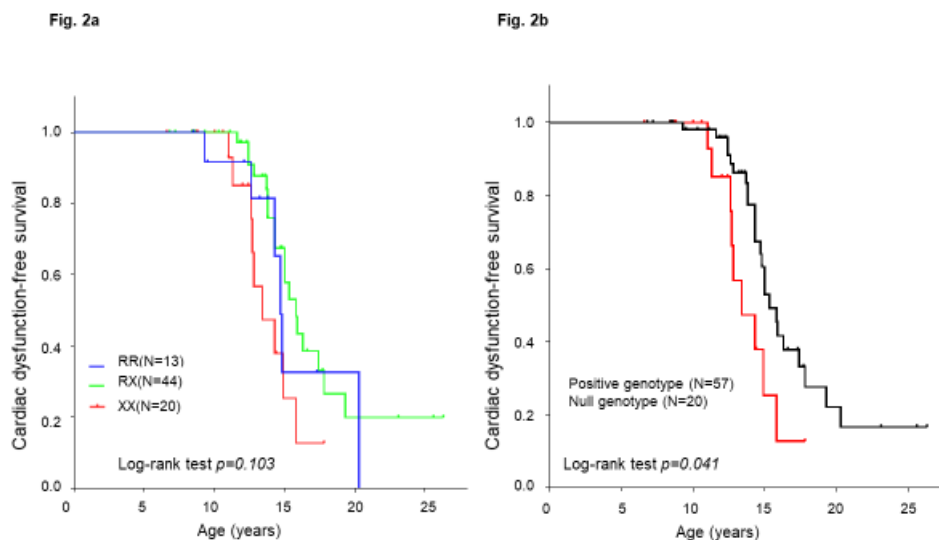 Fig. 2a
Cardiac dysfunction-free survival
1.0
0.8
0.6
0.4
0.2
0.0
RR(N=13)
RX(N=44)
XX(N=20)
Log-rank test p=0.103
0 5 10 15 20 25
Age (years)
Fig. 2b
Cardiac dysfunction-free survival
1.0
0.8
0.6
0.4
0.2
0.0
Positive genotype (N=57)
Null genotype (N=20)
Log-rank test p=0.041
0 5 10 15 20 25
Age (years)